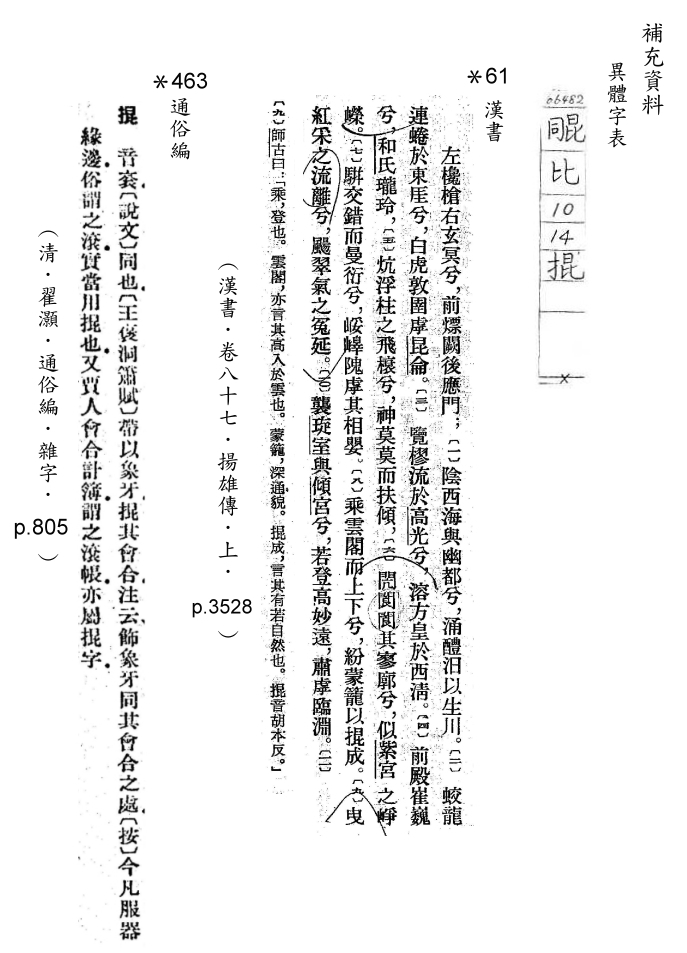 補充資料
異體字表
06482
䎽
比
10
14
掍
×
*61
漢書
左欃槍右玄冥兮，前熛闕後應門；〔一〕陰西海與幽都兮，涌醴汩以生川。〔二〕蛟龍
連蜷於東厓兮，白虎敦圉虖昆侖。〔三〕覽樛流於高光兮，溶方皇於西清。〔四〕前殿崔巍
兮，和氏瓏玲，〔五〕炕浮柱之飛榱兮，神莫莫而扶傾，〔六〕閌閬閬其寥廓兮，似紫宮之崢
嶸。〔七〕駢交錯而曼衍兮，㟎嶵隗虖其相嬰。〔八〕乘雲閣而上下兮，紛蒙籠以掍成。〔九〕曳
紅采之流離兮，颺翠氣之冤延。〔一〇〕襲琁室與傾宮兮，若登高妙遠，肅虖臨淵。〔一一〕
〔九〕師古曰：「乘，登也。雲閣，亦言其高入於雲也。蒙籠，深通貌。掍成，言其有若自然也。掍音胡本反。」
（漢書．卷八十七．揚雄傳．上．p.3528）
*463
通俗編
掍 音袞〔說文〕同也〔王褒洞簫賦〕帶以象牙掍其會合注云飾象牙同其會合之處〔按〕今凡服器
緣邊俗謂之滾實當用掍也又賈人會合計簿謂之滾帳亦屬掍字
（清．翟灝．通俗編．雜字．p.805）